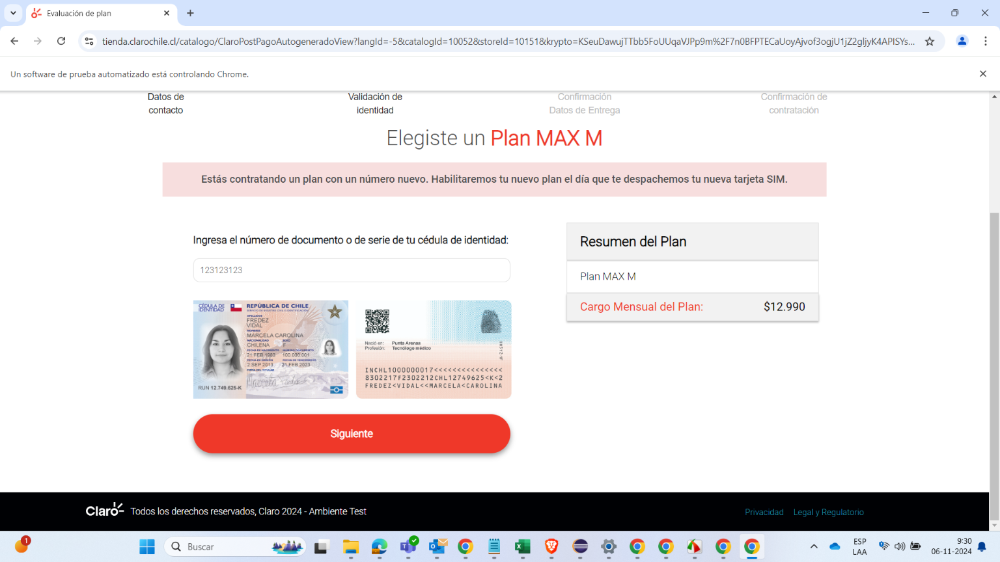 Evaluación de plan
tienda.clarochile.cl/catalogo/ClaroPostPagoAutogeneradoView?langId=-5&catalogId=10052&storeId=10151&krypto=KSeuDawujTTbb5FoUUqaVJPp9m%2F7n0BFPTECaUoyAjvof3ogjU1jZ2gljyK4APISYs...
Un software de prueba automatizado está controlando Chrome.
Datos de
contacto
Validación de
identidad
Confirmación
Datos de Entrega
Confirmación de
contratación
Elegiste un Plan MAX M
Estás contratando un plan con un número nuevo. Habilitaremos tu nuevo plan el día que te despachemos tu nueva tarjeta SIM.
Ingresa el número de documento o de serie de tu cédula de identidad:
123123123
CÉDULA DE
IDENTIDAD
REPÚBLICA DE CHILE
SERVICIO DE REGISTRO CIVIL E IDENTIFICACIÓN
APELLIDOS
FREDEZ
VIDAL
NOMBRES
MARCELA CAROLINA
NACIONALIDAD SEXO
CHILENA F
FECHA DE NACIMIENTO NÚMERO DOCUMENTO
21 FEB 1983 100.000.001
FECHA DE EMISIÓN FECHA DE VENCIMIENTO
2 SEP 2013 21 FEB 2023
FIRMA DEL TITULAR
RUN 12.749.625-K
Nació en: Punta Arenas
Profesión: Tecnólogo médico
INCHL1000000017<<<<<<<<<<<<<<<
8302217F2302212CHL12749625<K<2
FREDEZ<VIDAL<<MARCELA<CAROLINA
Siguiente
Resumen del Plan
Plan MAX M
Cargo Mensual del Plan: $12.990
Claro Todos los derechos reservados, Claro 2024 - Ambiente Test
Privacidad Legal y Regulatorio
1
Buscar
ESP
LAA
9:30
06-11-2024